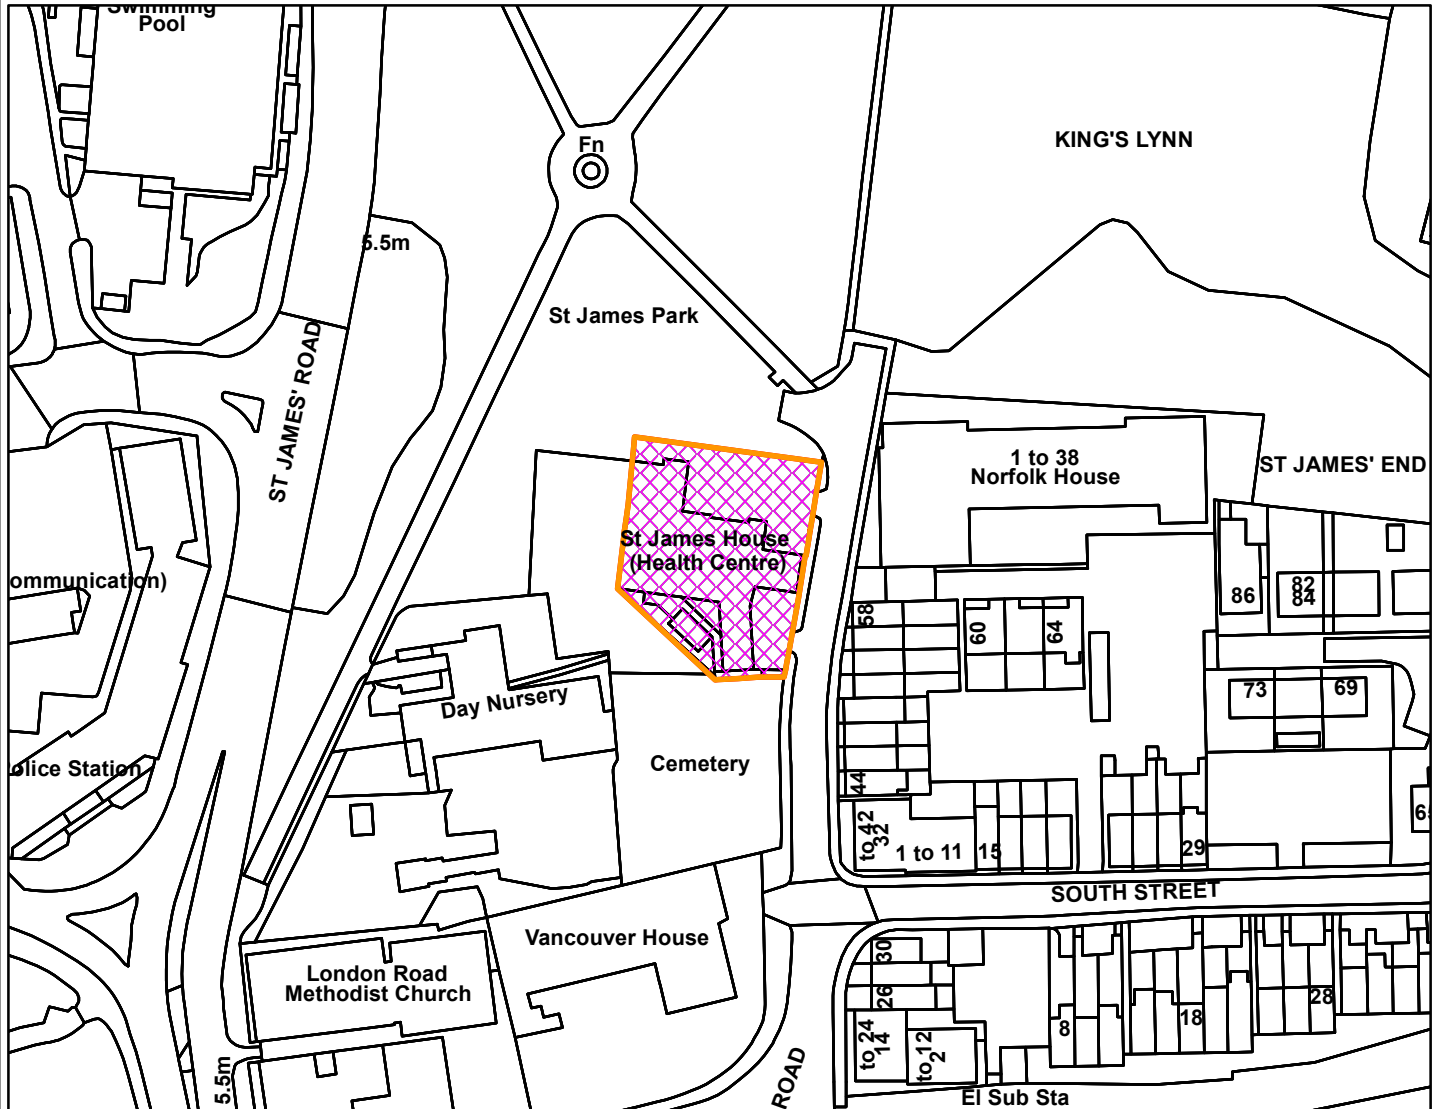 Swimming
Pool
Fn
KING'S LYNN
5.5m
St James Park
ST JAMES' ROAD
1 to 38
Norfolk House
ST JAMES' END
St James House
(Health Centre)
ommunication)
86
82
84
58
60
64
Day Nursery
73
69
olice Station
Cemetery
44
to 42
32
1 to 11
15
29
65
SOUTH STREET
Vancouver House
London Road
Methodist Church
30
26
28
18
8
to 24
14
to 12
2
5.5m
ROAD
El Sub Sta